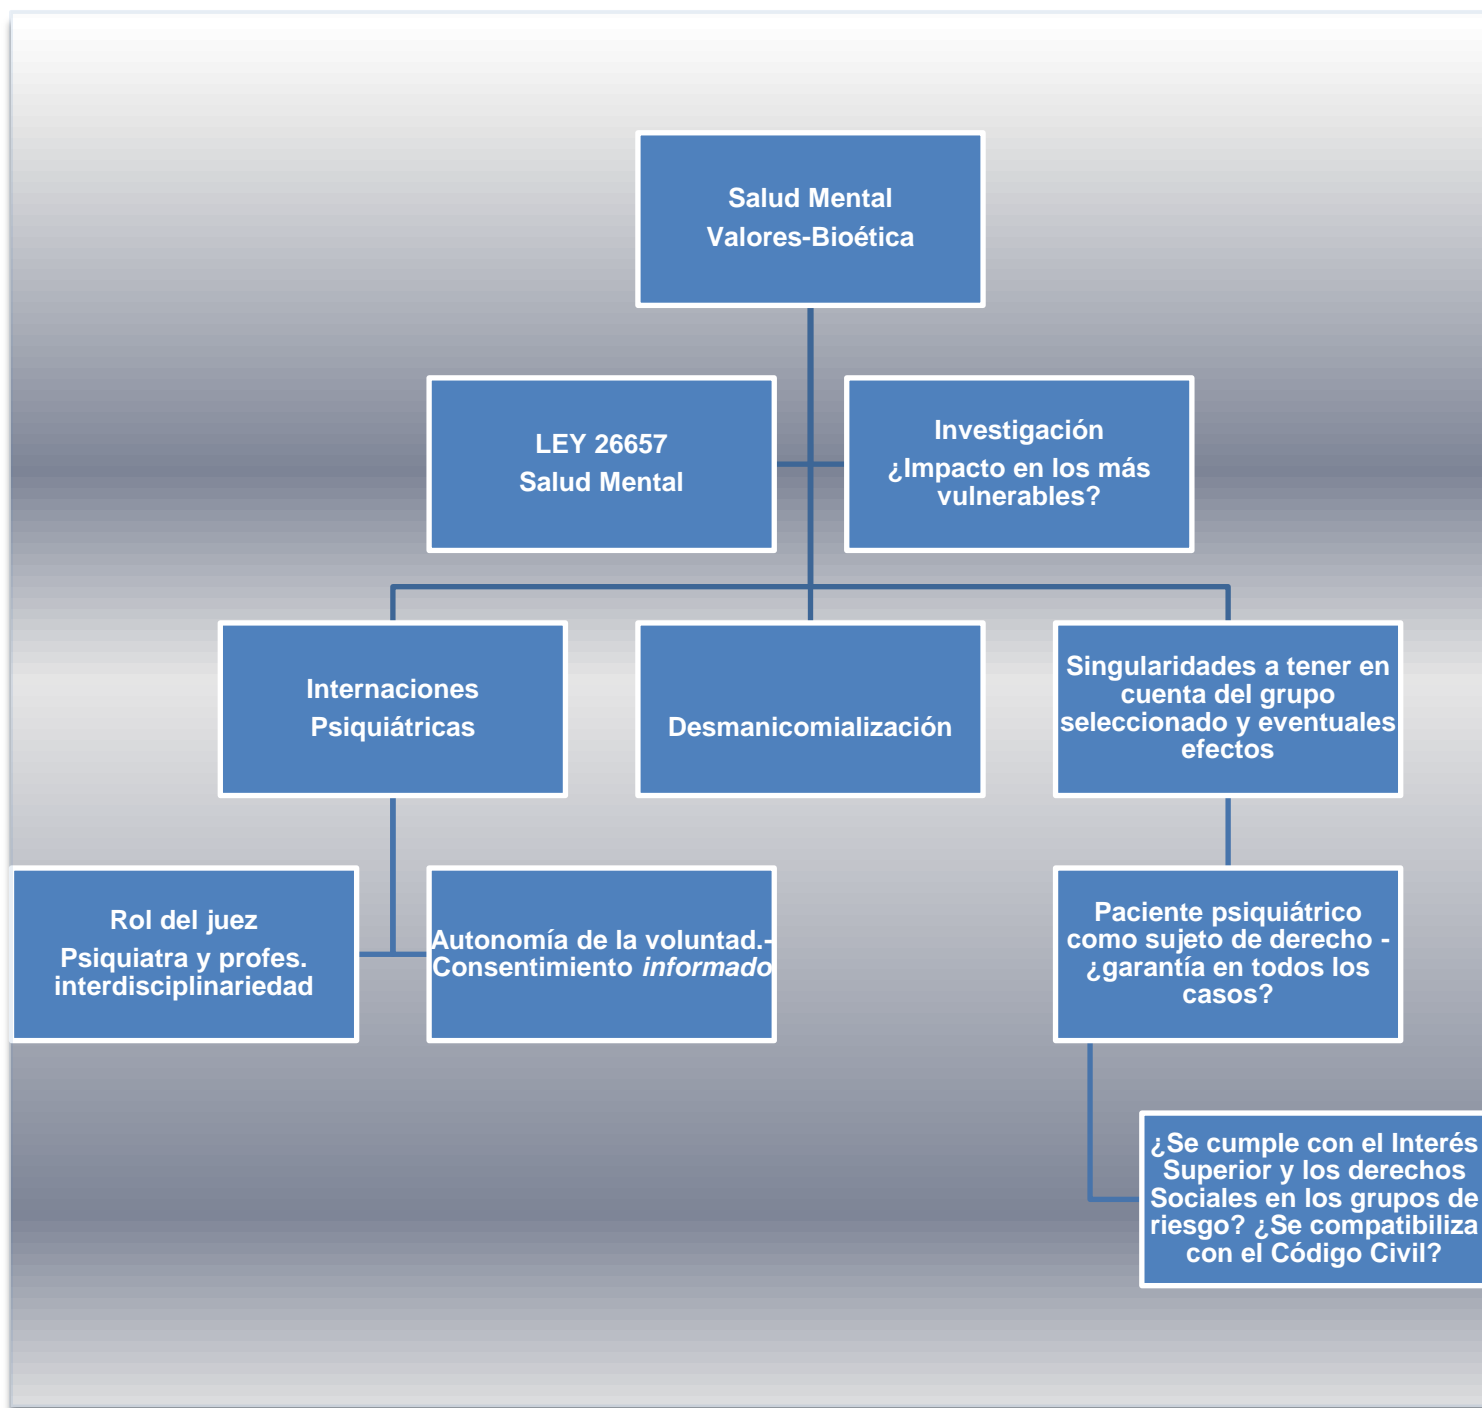 Salud Mental
Valores-Bioética
LEY 26657
Salud Mental
Investigación
¿Impacto en los más
vulnerables?
Internaciones
Psiquiátricas
Desmanicomialización
Singularidades a tener en
cuenta del grupo
seleccionado y eventuales
efectos
Rol del juez
Psiquiatra y profes.
interdisciplinariedad
Autonomía de la voluntad.-
Consentimiento informado
Paciente psiquiátrico
como sujeto de derecho -
¿garantía en todos los
casos?
¿Se cumple con el Interés
Superior y los derechos
Sociales en los grupos de
riesgo? ¿Se compatibiliza
con el Código Civil?